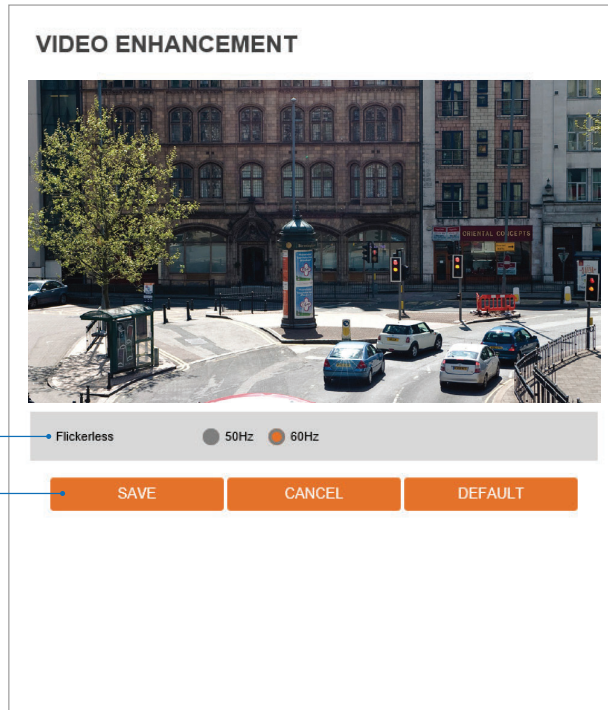 VIDEO ENHANCEMENT
ORIENTAL CONCEPTS
Flickerless 50Hz 60Hz
SAVE CANCEL DEFAULT